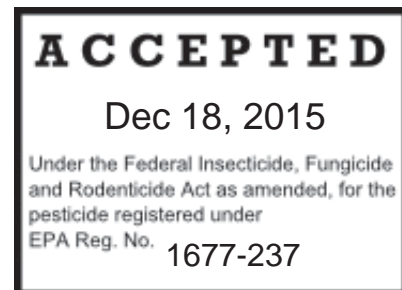 ACCEPTED
Dec 18, 2015
Under the Federal Insecticide, Fungicide
and Rodenticide Act as amended, for the
pesticide registered under
EPA Reg. No. 1677-237